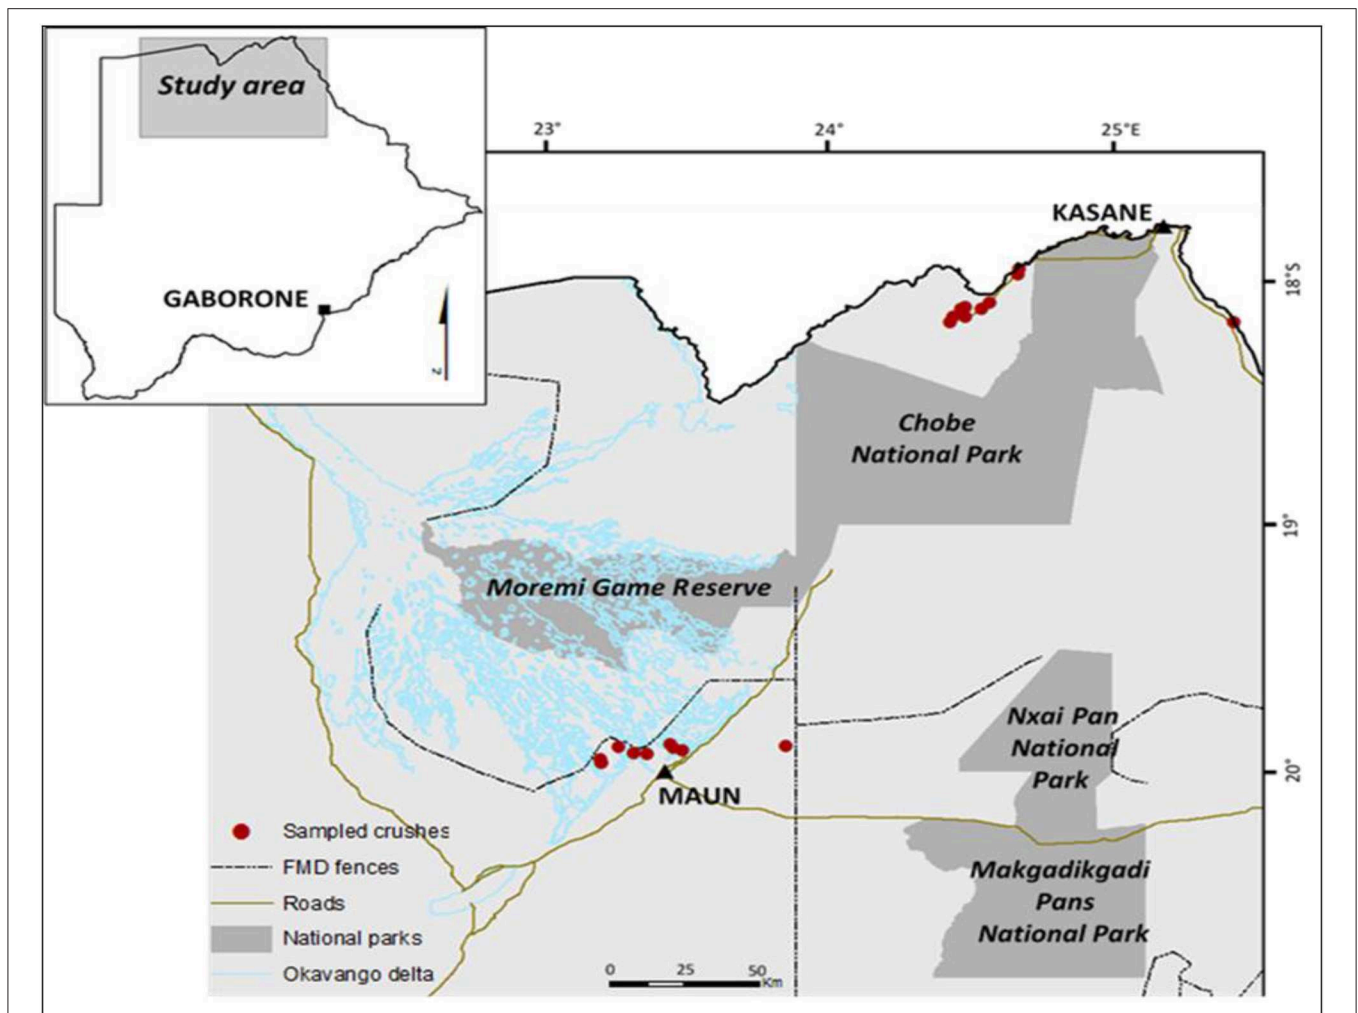 Study area
GABORONE
z
23°
24°
25°E
KASANE
18°S
Chobe
National Park
19°
Moremi Game Reserve
Nxai Pan
National
Park
20°
MAUN
Sampled crushes
FMD fences
Roads
National parks
Okavango delta
Makgadikgadi
Pans
National Park
0 25 50
Km